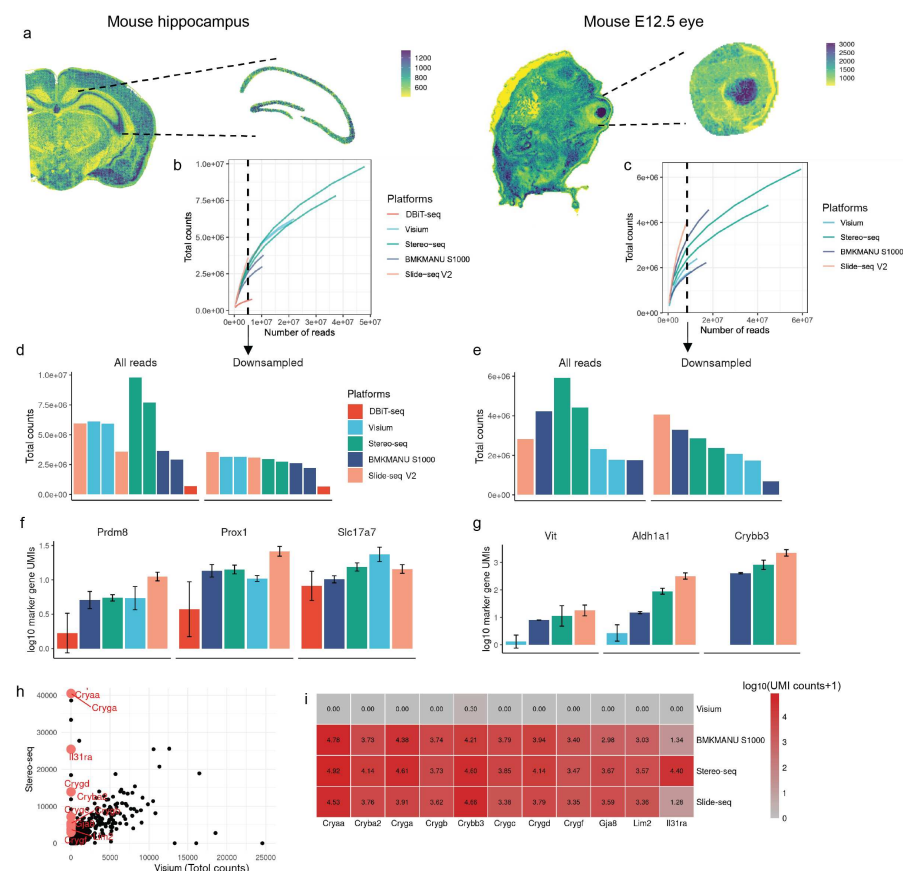 Mouse hippocampus
Mouse E12.5 eye
a
1200
1000
800
600
3000
2500
2000
1500
1000
b
1.0e+07
7.5e+06
5.0e+06
2.5e+06
0.0e+00
Total counts
0e+00 1e+07 2e+07 3e+07 4e+07 5e+07
Number of reads
Platforms
DBiT-seq
Visium
Stereo-seq
BMKMANU S1000
Slide-seq V2
c
6e+06
4e+06
2e+06
0e+00
Total counts
0e+00 2e+07 4e+07 6e+07
Number of reads
Platforms
Visium
Stereo-seq
BMKMANU S1000
Slide-seq V2
d
All reads Downsampled
1.0e+07
7.5e+06
5.0e+06
2.5e+06
0.0e+00
Total counts
Platforms
DBiT-seq
Visium
Stereo-seq
BMKMANU S1000
Slide-seq V2
e
All reads Downsampled
6e+06
4e+06
2e+06
0e+00
Total counts
f
Prdm8 Prox1 Slc17a7
1.5
1.0
0.5
0.0
log10 marker gene UMIs
g
Vit Aldh1a1 Crybb3
3
2
1
0
log10 marker gene UMIs
h
40000
30000
20000
10000
0
Stereo-seq
Cryaa
Cryga
Il31ra
Crygd
Cryba2
0 5000 10000 15000 20000 25000
Visium (Total counts)
i
log10(UMI counts+1)
4
3
2
1
0
0.00 0.00 0.00 0.00 0.30 0.00 0.00 0.00 0.00 0.00 0.00 Visium
4.78 3.73 4.38 3.74 4.21 3.79 3.94 3.40 2.98 3.03 1.34 BMKMANU S1000
4.82 4.14 4.61 3.73 4.60 3.85 4.14 3.47 3.67 3.57 4.40 Stereo-seq
4.53 3.76 3.91 3.62 4.68 3.38 3.79 3.35 3.59 3.36 1.28 Slide-seq
Cryaa Cryba2 Cryga Crygb Crybb3 Crygc Crygd Crygf Gja8 Lim2 Il31ra